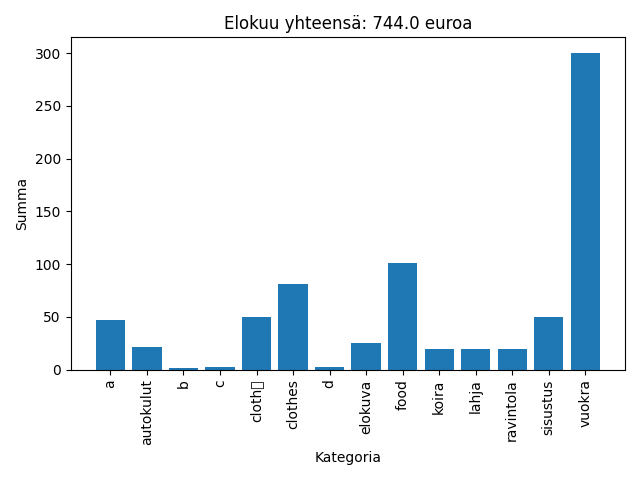 Elokuu yhteensä: 744.0 euroa
Summa
300
250
200
150
100
50
0
a
autokulut
b
c
cloth▯
clothes
d
elokuva
food
koira
lahja
ravintola
sisustus
vuokra
Kategoria